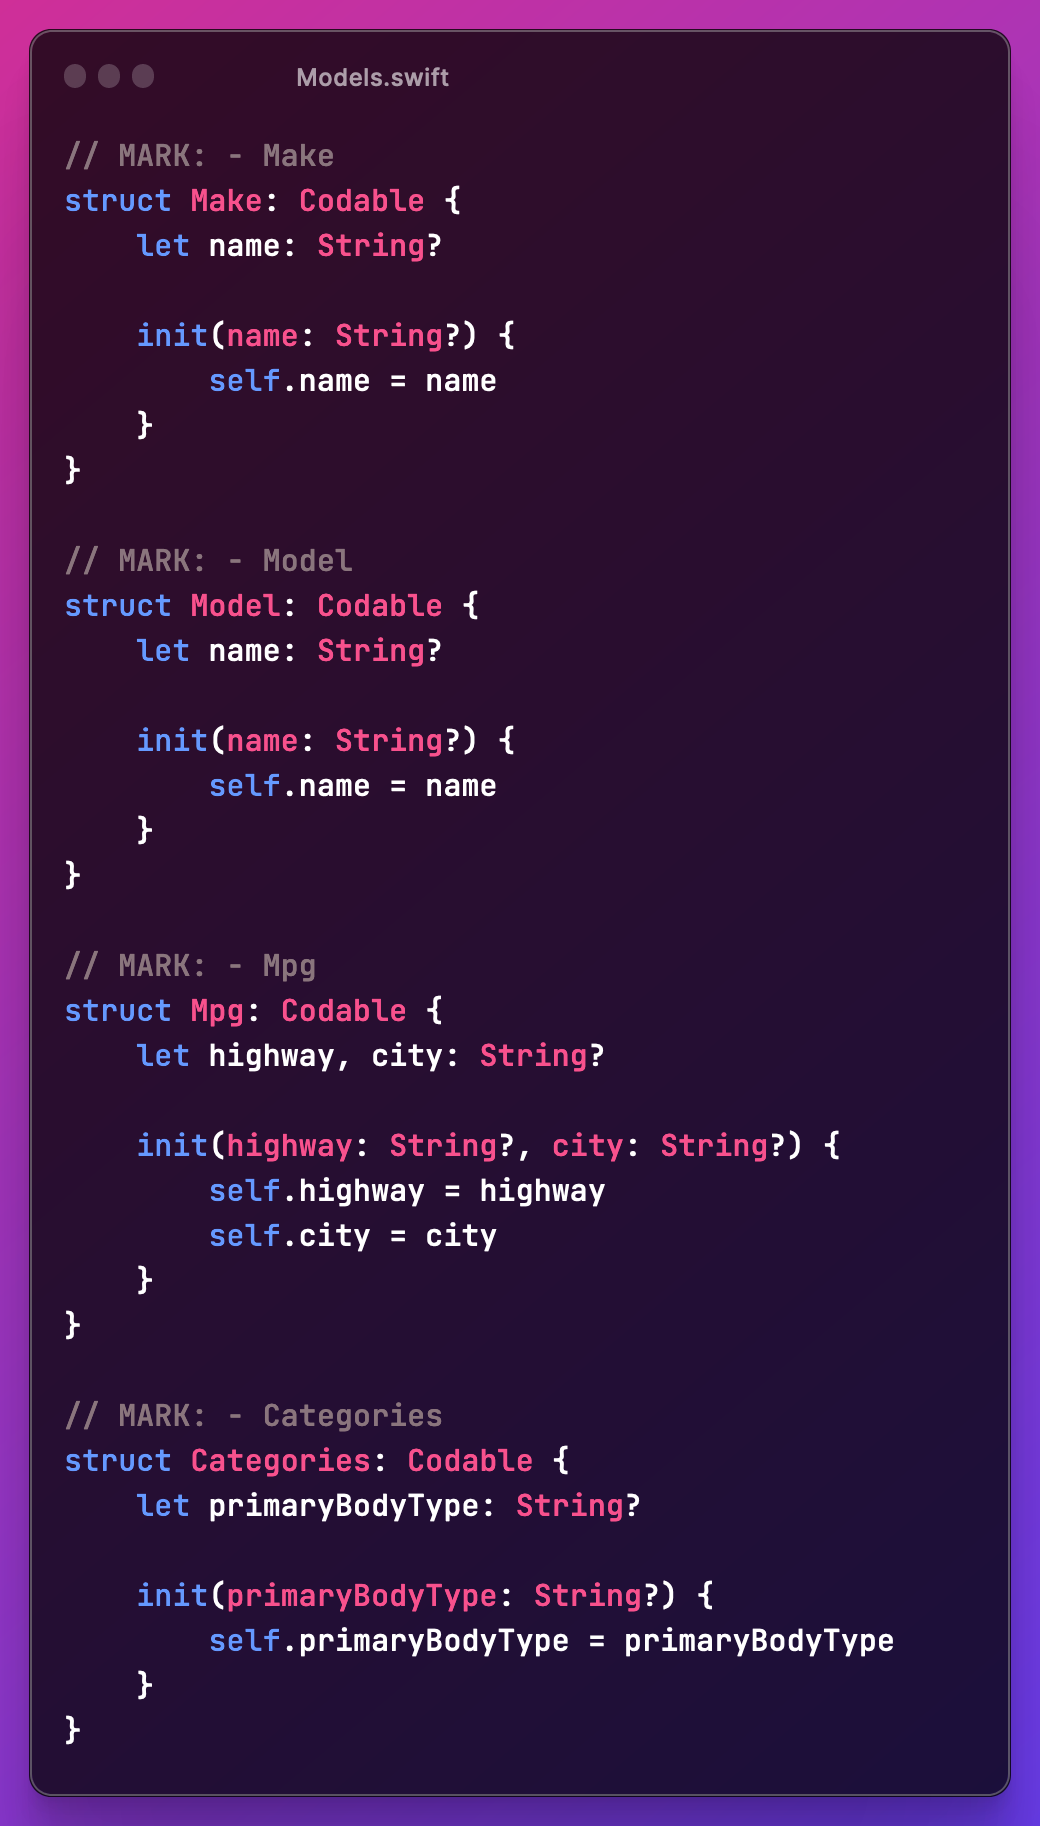 Models.swift
// MARK: - Make
struct Make: Codable {
    let name: String?

    init(name: String?) {
        self.name = name
    }
}

// MARK: - Model
struct Model: Codable {
    let name: String?

    init(name: String?) {
        self.name = name
    }
}

// MARK: - Mpg
struct Mpg: Codable {
    let highway, city: String?

    init(highway: String?, city: String?) {
        self.highway = highway
        self.city = city
    }
}

// MARK: - Categories
struct Categories: Codable {
    let primaryBodyType: String?

    init(primaryBodyType: String?) {
        self.primaryBodyType = primaryBodyType
    }
}